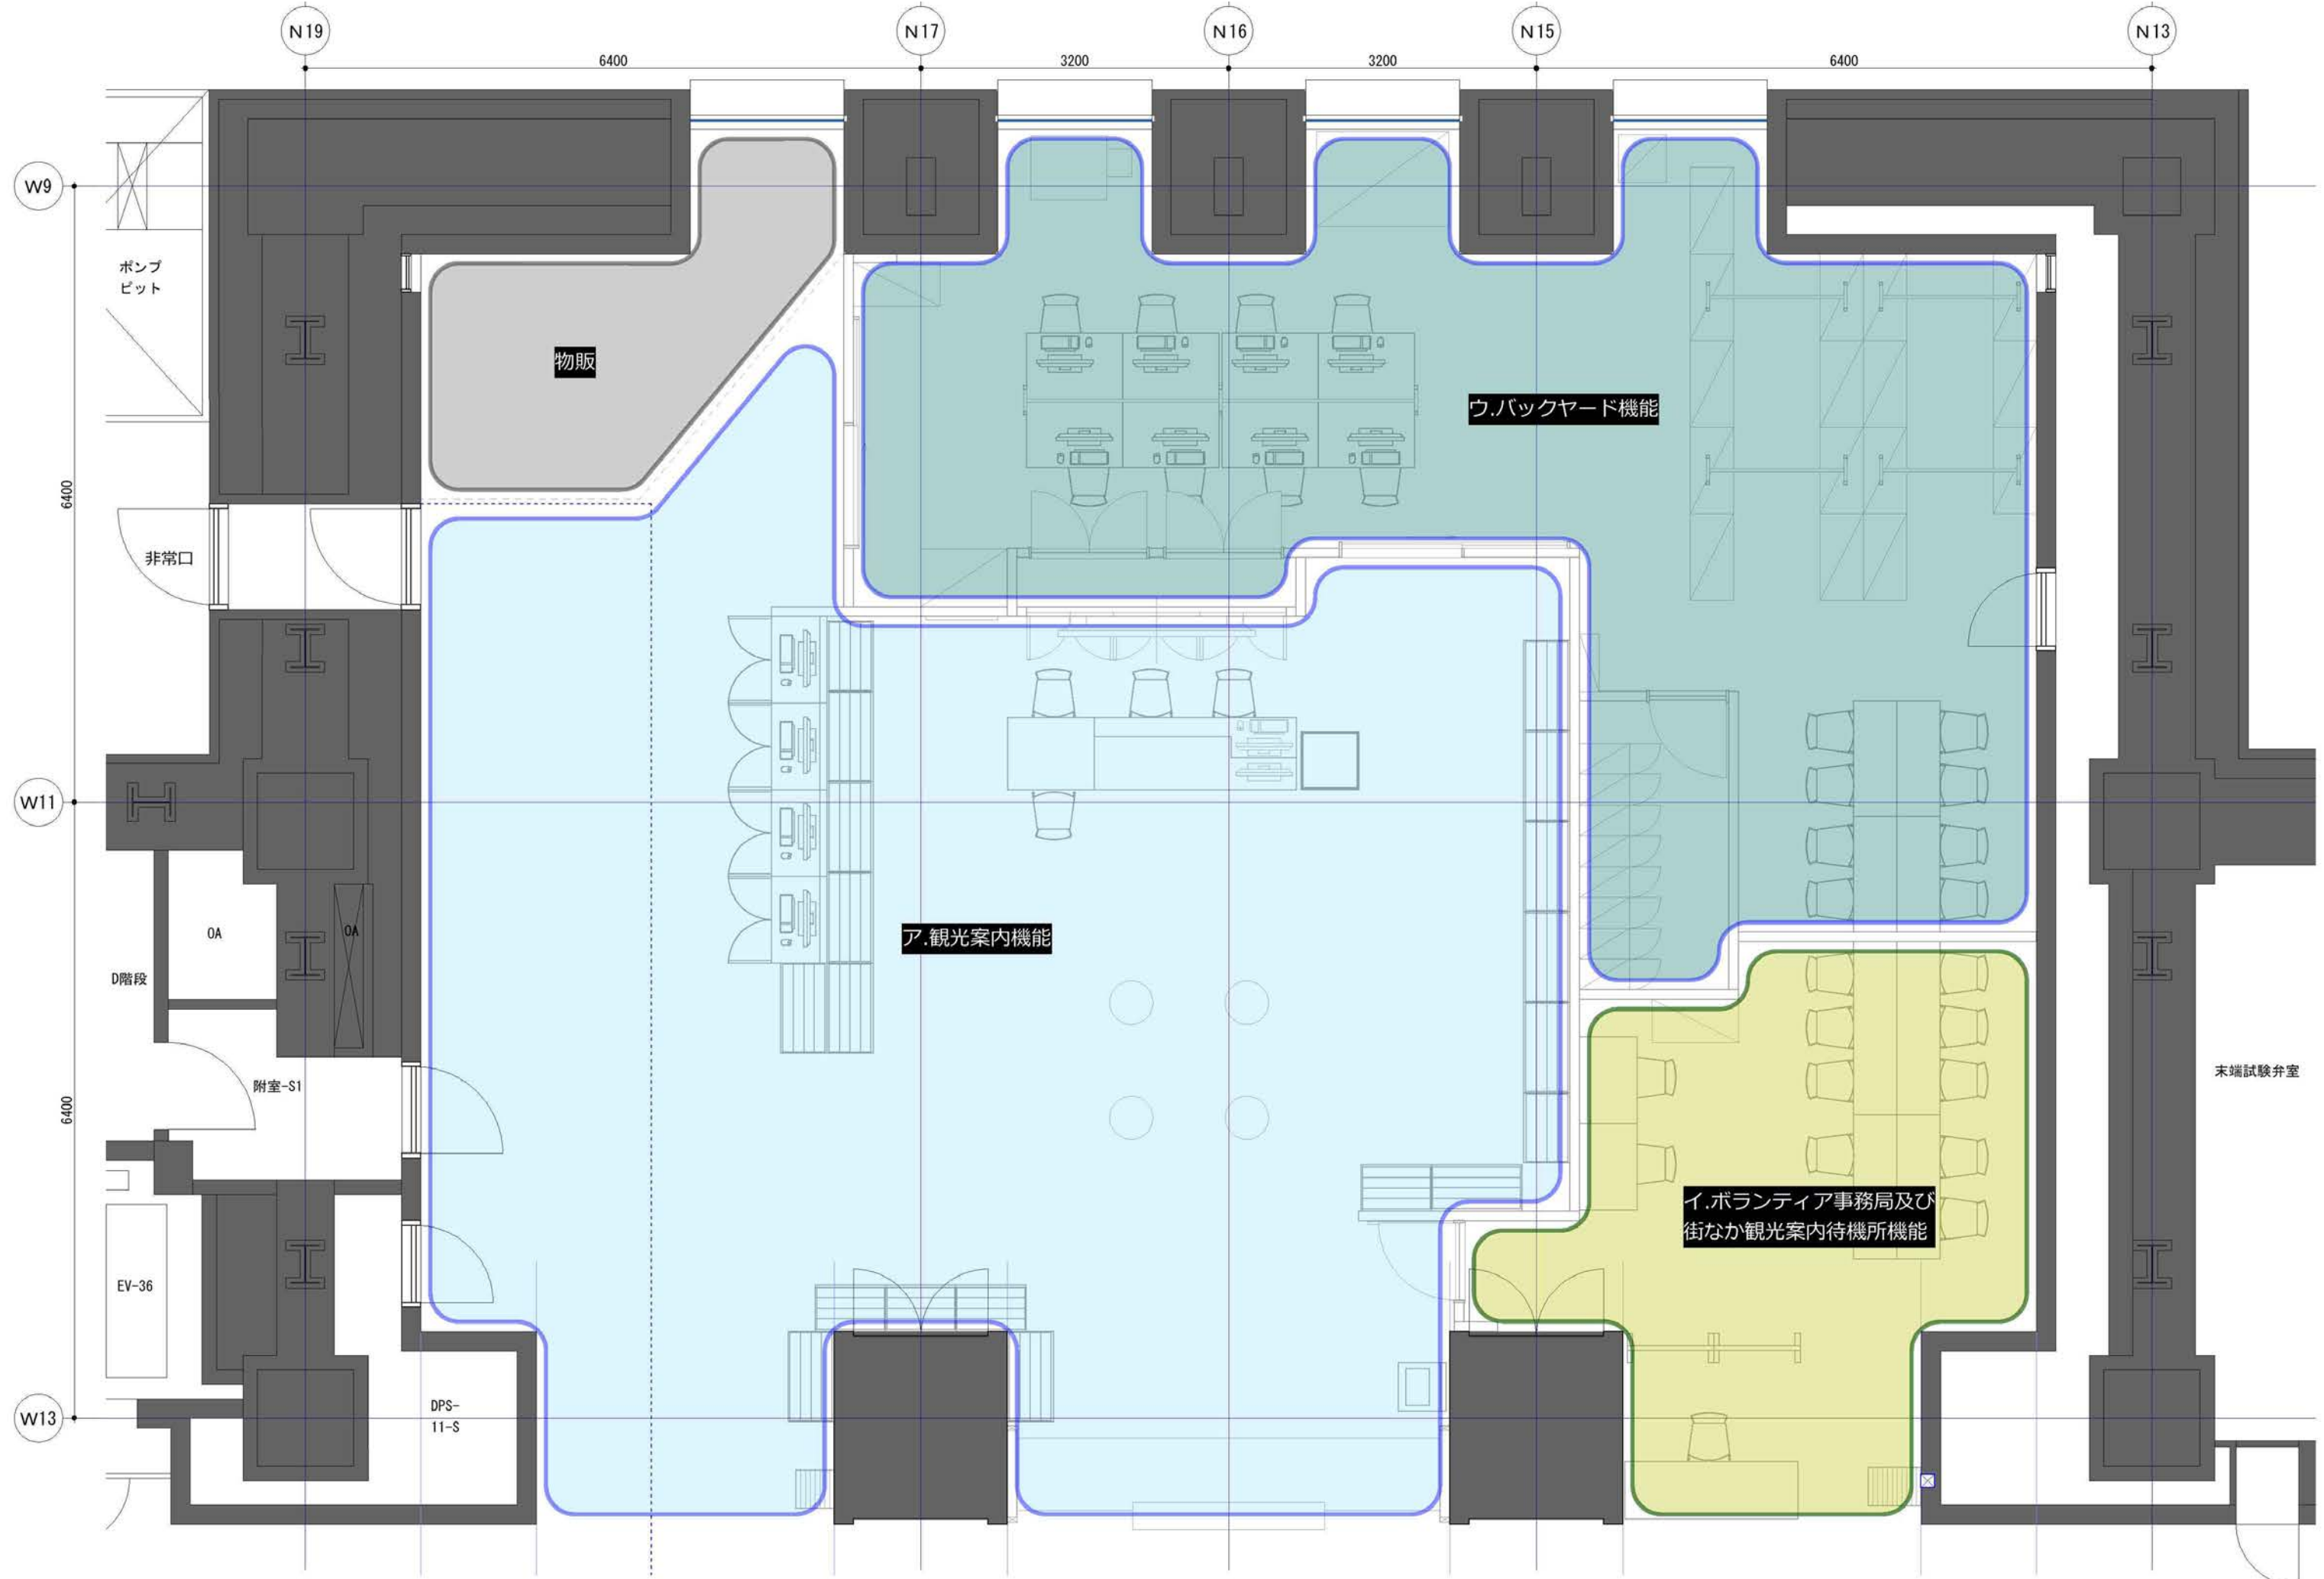 N19
N17
N16
N15
N13
6400
3200
3200
6400
W9
ポンプ
ピット
物販
ウ.バックヤード機能
6400
非常口
W11
OA
OA
ア.観光案内機能
D階段
附室-S1
末端試験弁室
6400
イ.ボランティア事務局及び
街なか観光案内待機所機能
EV-36
DPS-
11-S
W13